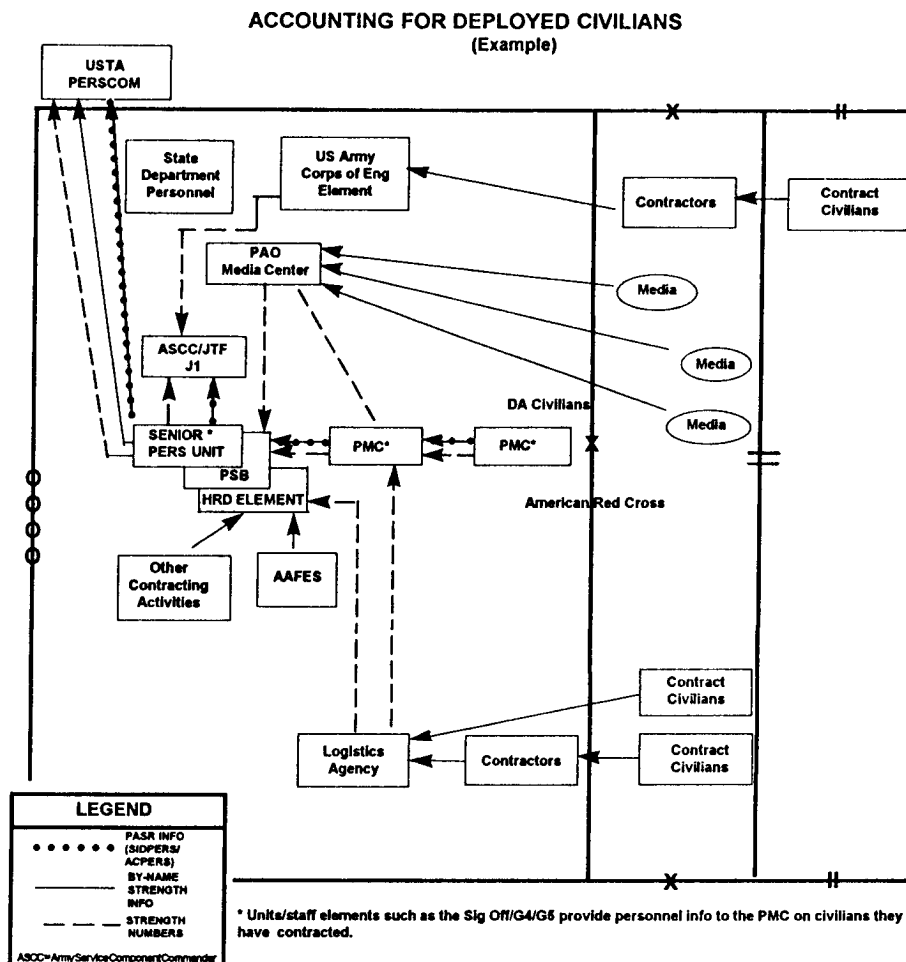 ACCOUNTING FOR DEPLOYED CIVILIANS
(Example)
USTA
PERSCOM
State
Department
Personnel
US Army
Corps of Eng
Element
Contractors
Contract
Civilians
PAO
Media Center
Media
ASCC/JTF
J1
Media
DA Civilians
Media
SENIOR *
PERS UNIT
PMC*
PMC*
PSB
HRD ELEMENT
American Red Cross
Other
Contracting
Activities
AAFES
Contract
Civilians
Logistics
Agency
Contractors
Contract
Civilians
LEGEND
PASR INFO
(SIDPERS/
ACPERS)
BY-NAME
STRENGTH
INFO
STRENGTH
NUMBERS
ASCC=ArmyServiceComponentCommander
* Units/staff elements such as the Sig Off/G4/G5 provide personnel info to the PMC on civilians they
have contracted.